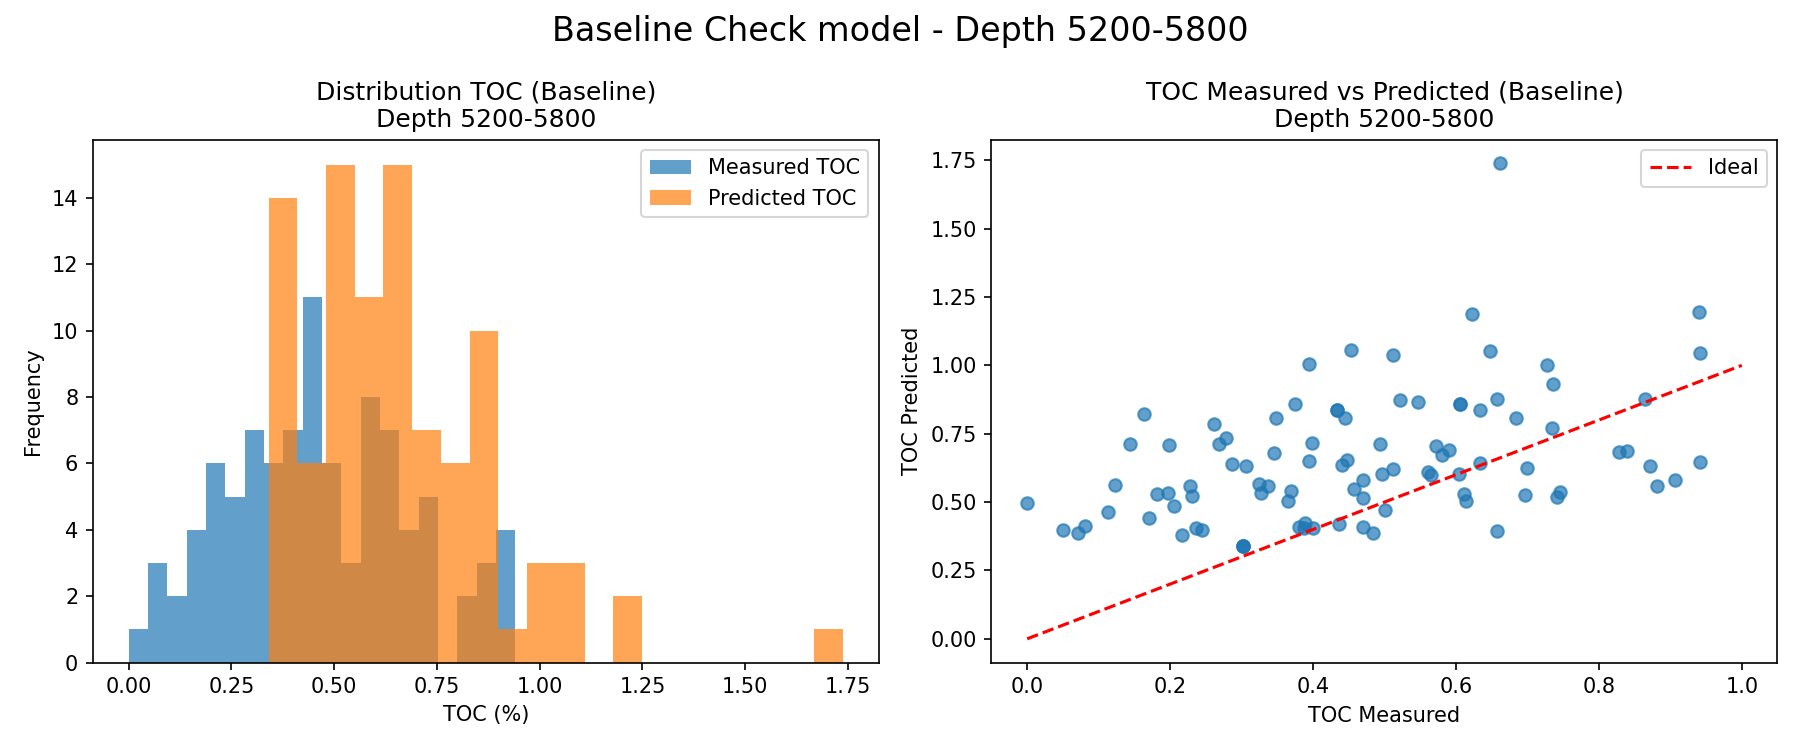 Baseline Check model - Depth 5200-5800
Distribution TOC (Baseline)
Depth 5200-5800
Measured TOC
Predicted TOC
Frequency
14
12
10
8
6
4
2
0
0.00 0.25 0.50 0.75 1.00 1.25 1.50 1.75
TOC (%)
TOC Measured vs Predicted (Baseline)
Depth 5200-5800
Ideal
TOC Predicted
1.75
1.50
1.25
1.00
0.75
0.50
0.25
0.00
0.0 0.2 0.4 0.6 0.8 1.0
TOC Measured